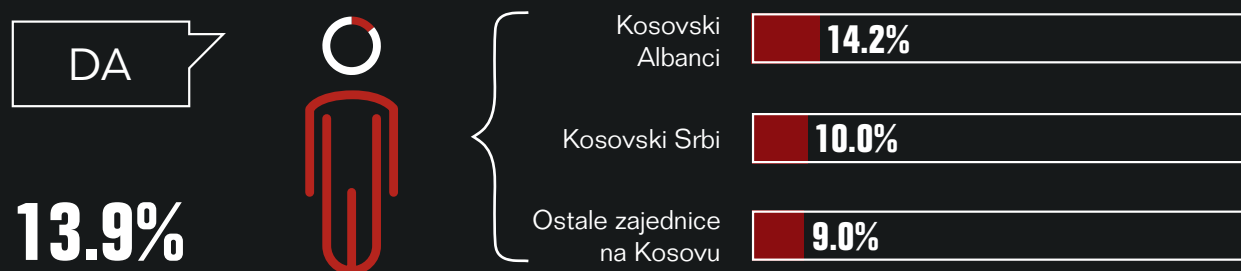 DA
13.9%
Kosovski
Albanci
14.2%
Kosovski Srbi
10.0%
Ostale zajednice
na Kosovu
9.0%